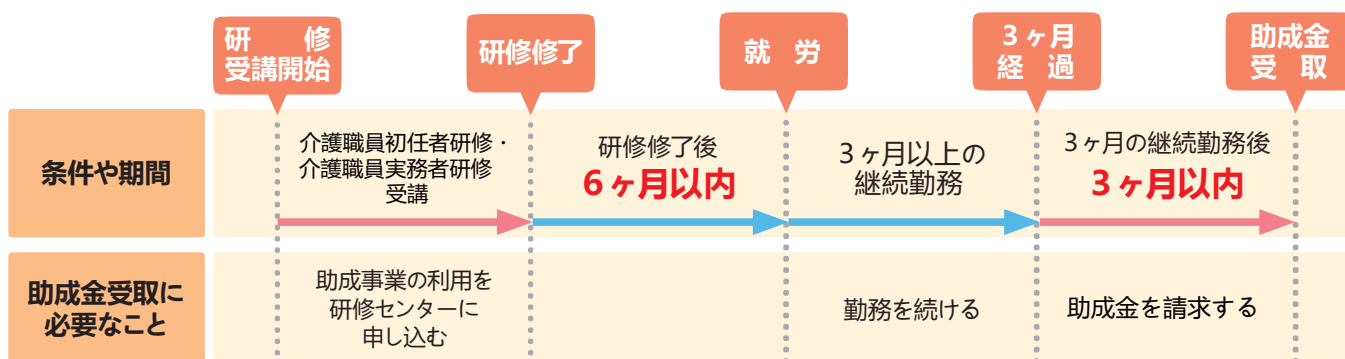 研　修
受講開始
研修修了
就　労
3ヶ月
経　過
助成金
受　取
条件や期間
介護職員初任者研修・
介護職員実務者研修
受講
研修修了後
6ヶ月以内
3ヶ月以上の
継続勤務
3ヶ月の継続勤務後
3ヶ月以内
助成金受取に
必要なこと
助成事業の利用を
研修センターに
申し込む
勤務を続ける
助成金を請求する